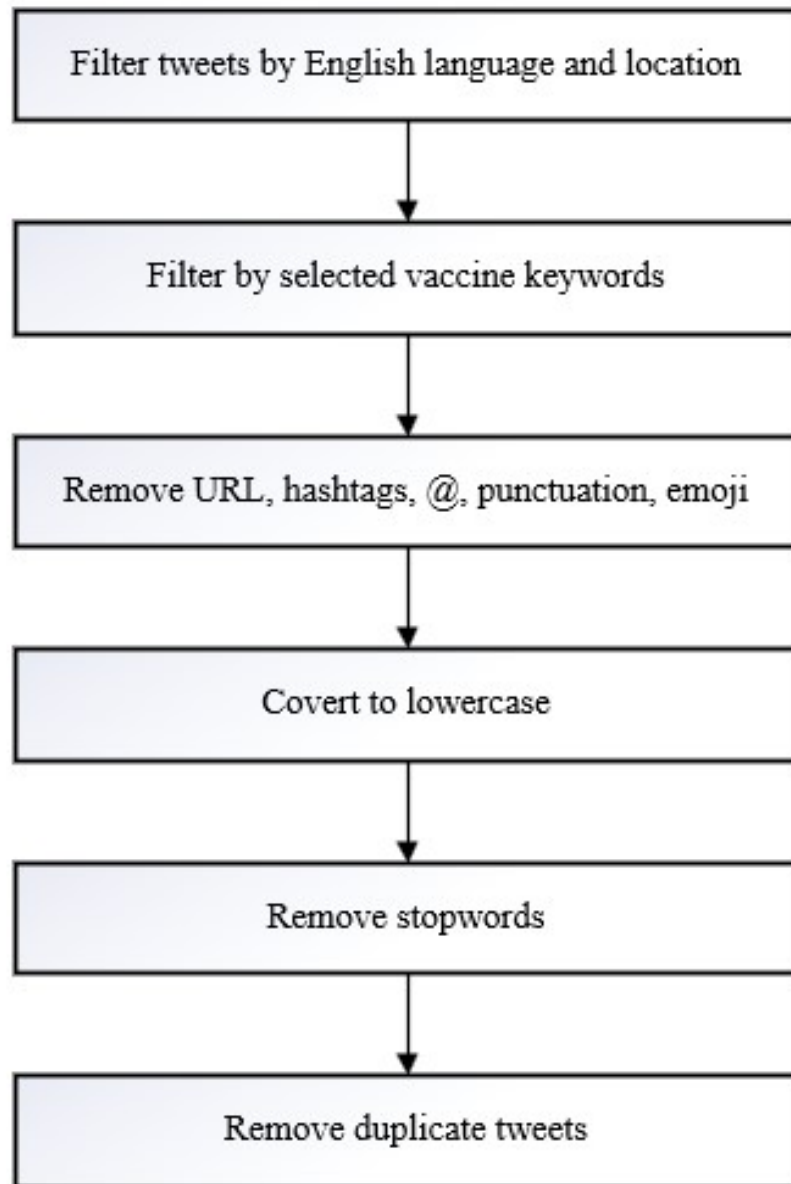 Filter tweets by English language and location
Filter by selected vaccine keywords
Remove URL, hashtags, @, punctuation, emoji
Covert to lowercase
Remove stopwords
Remove duplicate tweets